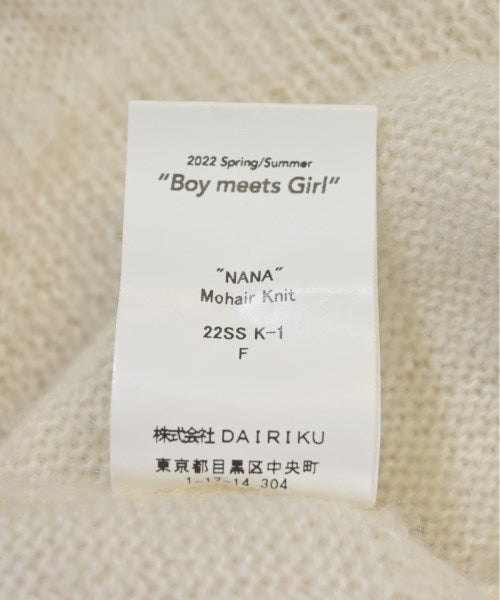 2022 Spring/Summer
"Boy meets Girl"
"NANA"
Mohair Knit
22SS K-1
F
株式会社 DAIRIKU
東京都目黒区中央町
1-17-14 304